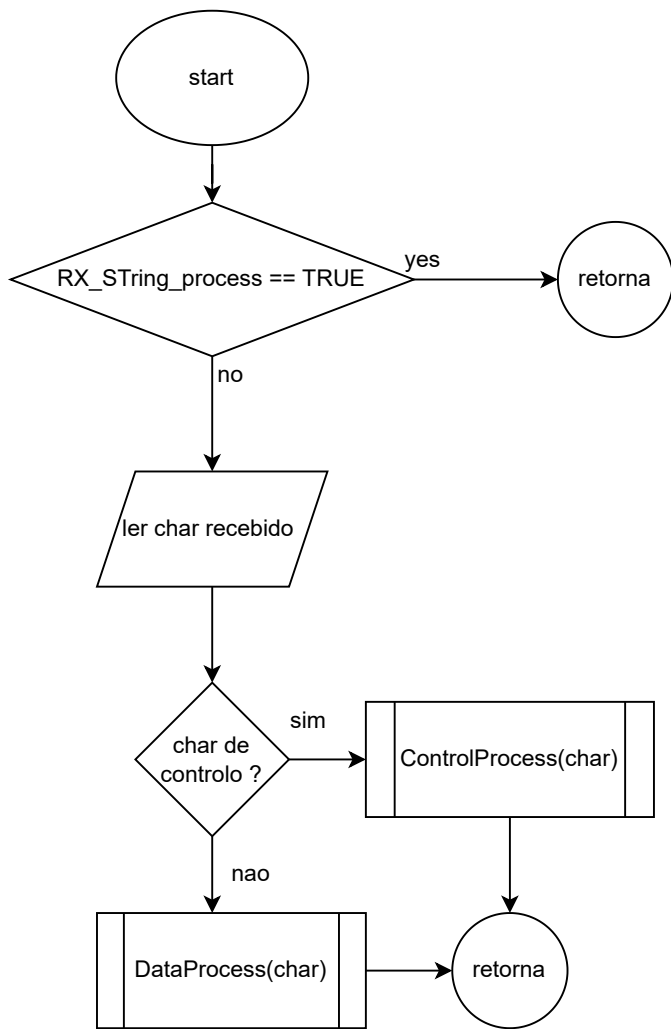 start
RX_STring_process == TRUE
yes
retorna
no
ler char recebido
char de
controlo ?
sim
ControlProcess(char)
nao
DataProcess(char)
retorna